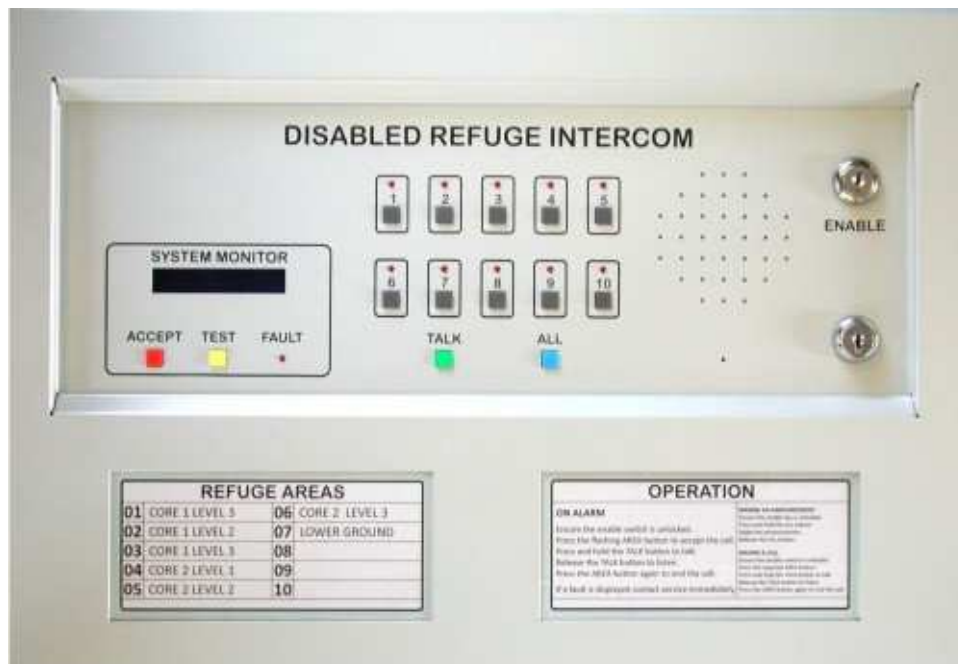 DISABLED REFUGE INTERCOM
1 2 3 4 5
ENABLE
SYSTEM MONITOR
6 7 8 9 10
ACCEPT TEST FAULT
TALK ALL
REFUGE AREAS
01 CORE 1 LEVEL 3 06 CORE 2 LEVEL 3
02 CORE 1 LEVEL 2 07 LOWER GROUND
03 CORE 1 LEVEL 3 08
04 CORE 2 LEVEL 1 09
05 CORE 2 LEVEL 2 10
OPERATION
ON ALARM
Ensure the enable switch is unlocked.
Press the flashing AREA button to accept the call.
Press and hold the TALK button to talk.
Release the TALK button to listen.
Press the AREA button again to end the call.
If a fault is displayed contact service immediately.